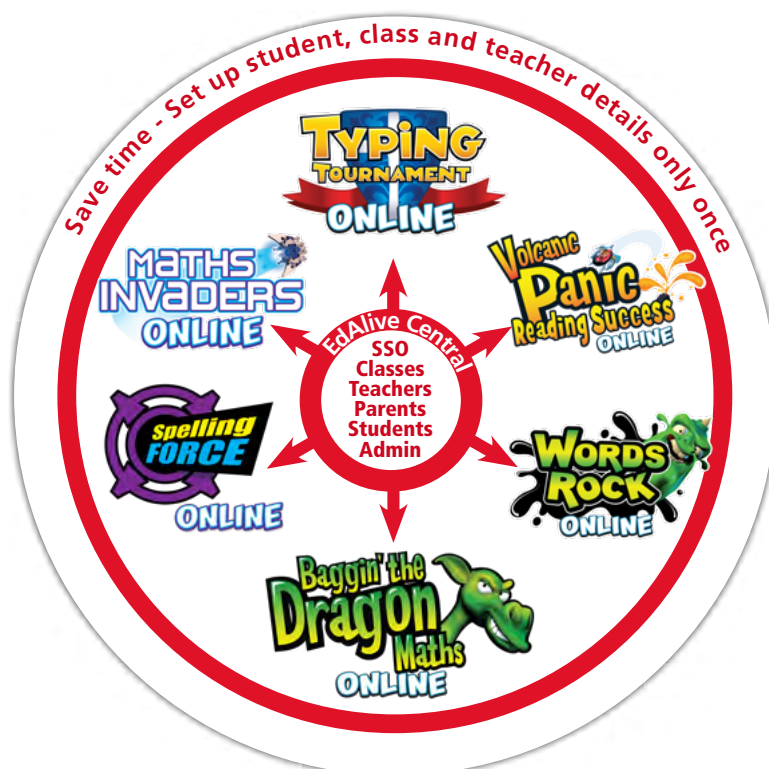 Save time - Set up student, class and teacher details only once
TYPING
TOURNAMENT
ONLINE
MATHS
INVADERS
ONLINE
Volcanic
Panic
Reading Success
ONLINE
EdAlive Central
SSO
Classes
Teachers
Parents
Students
Admin
Spelling
FORCE
ONLINE
WORDS
ROCK
ONLINE
Baggin' the
Dragon
Maths
ONLINE